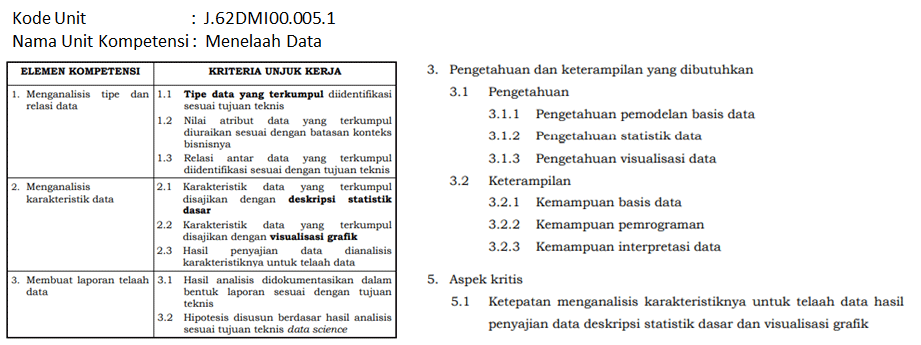 Kode Unit : J.62DMI00.005.1
Nama Unit Kompetensi : Menelaah Data
ELEMEN KOMPETENSI KRITERIA UNJUK KERJA
1. Menganalisis tipe dan relasi data
1.1 Tipe data yang terkumpul diidentifikasi
sesuai tujuan teknis
1.2 Nilai atribut data yang terkumpul
diuraikan sesuai dengan batasan konteks
bisnisnya
1.3 Relasi antar data yang terkumpul
diidentifikasi sesuai dengan tujuan teknis
2. Menganalisis
karakteristik data
2.1 Karakteristik data yang terkumpul
disajikan dengan deskripsi statistik
dasar
2.2 Karakteristik data yang terkumpul
disajikan dengan visualisasi grafik
2.3 Hasil penyajian data dianalisis
karakteristiknya untuk telaah data
3. Membuat laporan telaah
data
3.1 Hasil analisis didokumentasikan dalam
bentuk laporan sesuai dengan tujuan
teknis
3.2 Hipotesis disusun berdasar hasil analisis
sesuai tujuan teknis data science
3. Pengetahuan dan keterampilan yang dibutuhkan
3.1 Pengetahuan
3.1.1 Pengetahuan pemodelan basis data
3.1.2 Pengetahuan statistik data
3.1.3 Pengetahuan visualisasi data
3.2 Keterampilan
3.2.1 Kemampuan basis data
3.2.2 Kemampuan pemrograman
3.2.3 Kemampuan interpretasi data
5. Aspek kritis
5.1 Ketepatan menganalisis karakteristiknya untuk telaah data hasil
penyajian data deskripsi statistik dasar dan visualisasi grafik